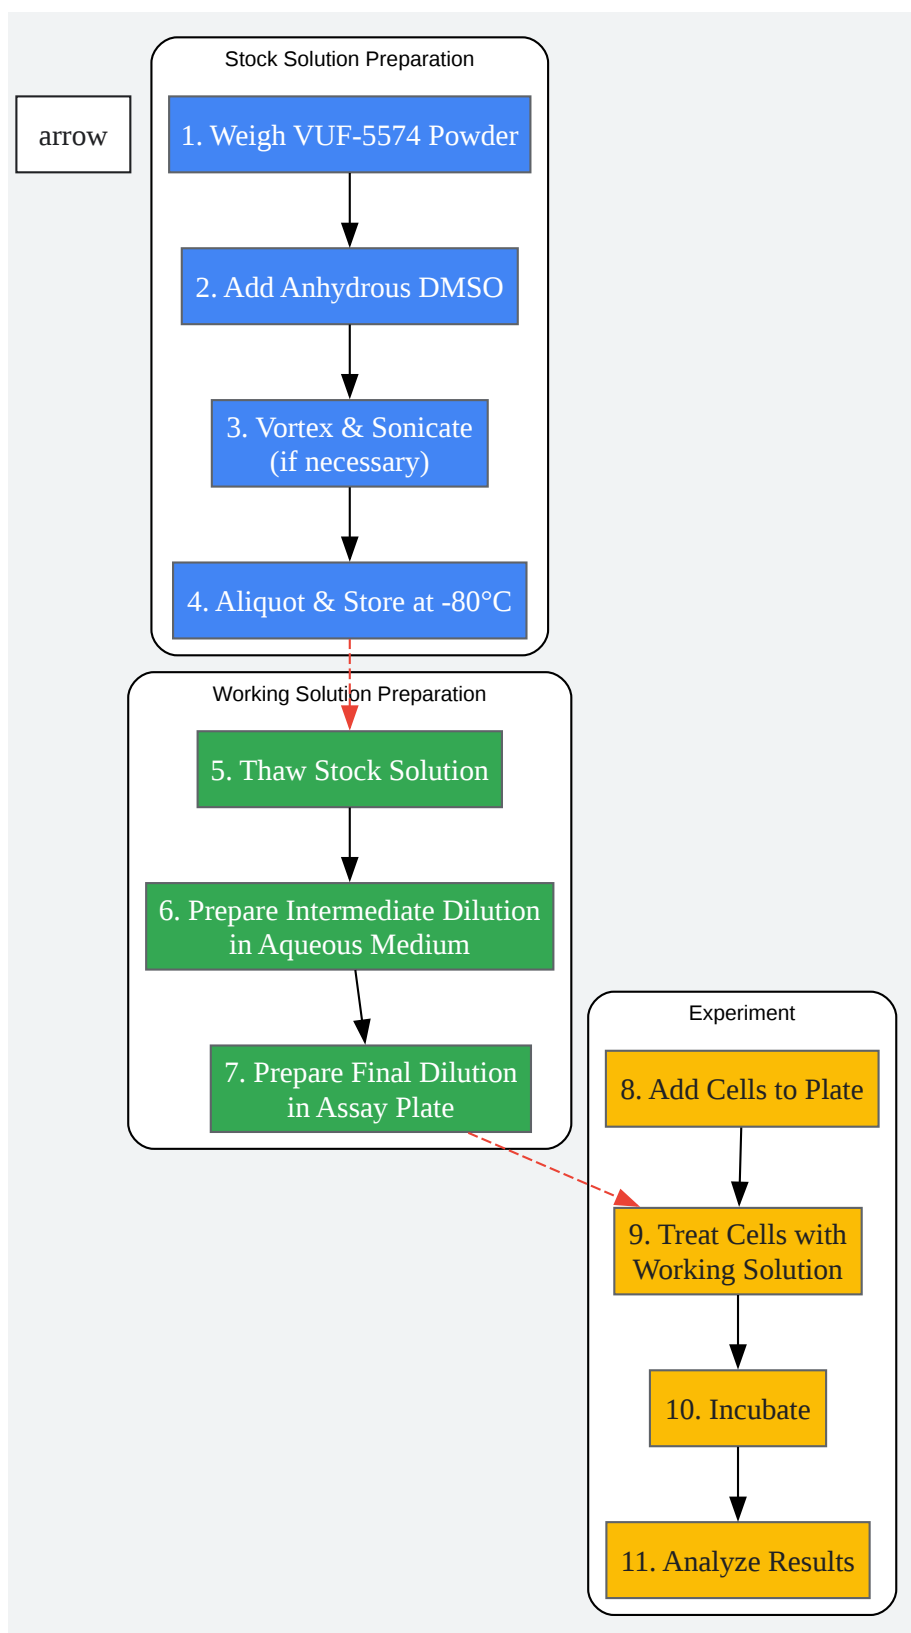 Stock Solution Preparation
arrow
1. Weigh VUF-5574 Powder
2. Add Anhydrous DMSO
3. Vortex & Sonicate
(if necessary)
4. Aliquot & Store at -80°C
Working Solution Preparation
5. Thaw Stock Solution
6. Prepare Intermediate Dilution
in Aqueous Medium
7. Prepare Final Dilution
in Assay Plate
Experiment
8. Add Cells to Plate
9. Treat Cells with
Working Solution
10. Incubate
11. Analyze Results